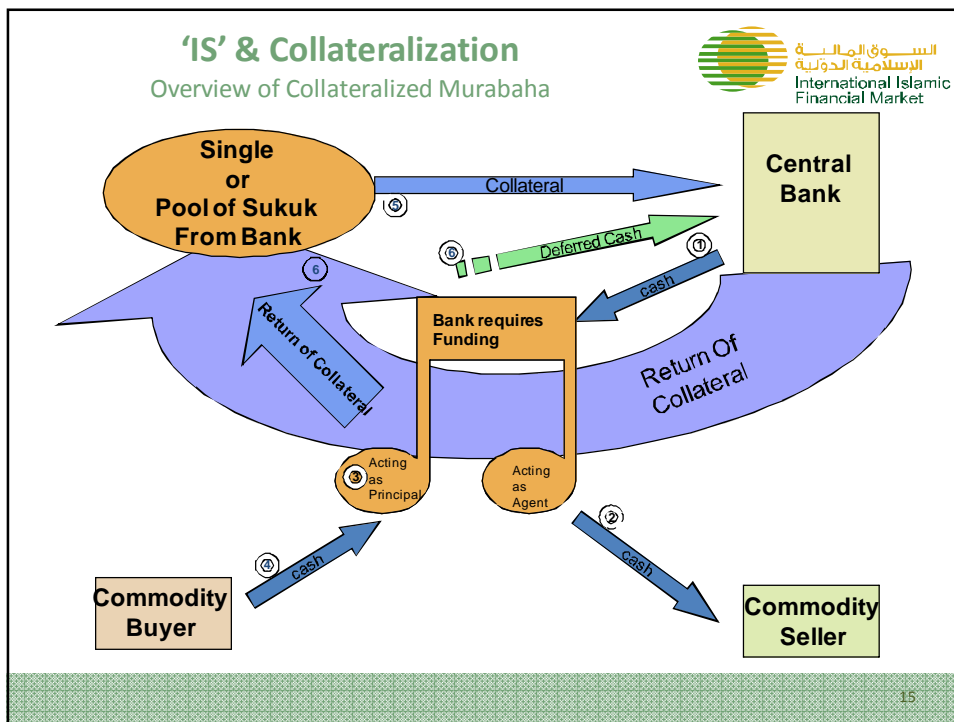 ‘IS’ & Collateralization
Overview of Collateralized Murabaha
الســـوق الماليـــة
الإسلامية الدولية
International Islamic
Financial Market
Single
or
Pool of Sukuk
From Bank
Collateral
5
Central
Bank
6
Deferred Cash
1
cash
6
Return of Collateral
Bank requires
Funding
Return Of
Collateral
3
Acting
as
Principal
Acting
as
Agent
4
cash
2
cash
Commodity
Buyer
Commodity
Seller
15